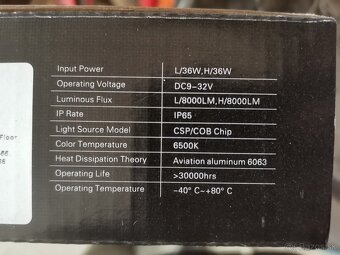 Input Power L/36W,H/36W
Operating Voltage DC9-32V
Luminous Flux L/8000LM,H/8000LM
IP Rate IP65
Light Source Model CSP/COB Chip
Color Temperature 6500K
Heat Dissipation Theory Aviation aluminum 6063
Operating Life >30000hrs
Operating Temperature -40° C~+80° C
Floor